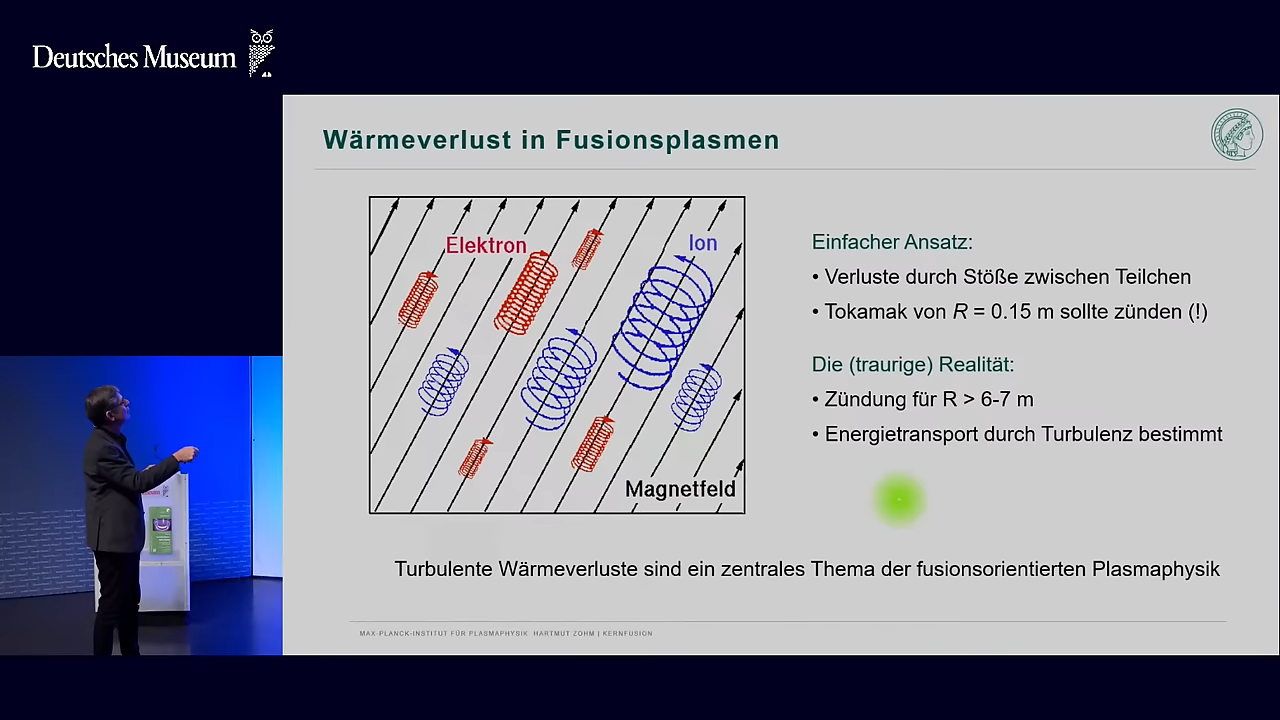 Deutsches Museum
Wärmeverlust in Fusionsplasmen
Elektron
Ion
Magnetfeld
Einfacher Ansatz:
• Verluste durch Stöße zwischen Teilchen
• Tokamak von R = 0.15 m sollte zünden (!)
Die (traurige) Realität:
• Zündung für R > 6-7 m
• Energietransport durch Turbulenz bestimmt
Turbulente Wärmeverluste sind ein zentrales Thema der fusionsorientierten Plasmaphysik
MAX-PLANCK-INSTITUT FÜR PLASMAPHYSIK HARTMUT ZOHM | KERNFUSION